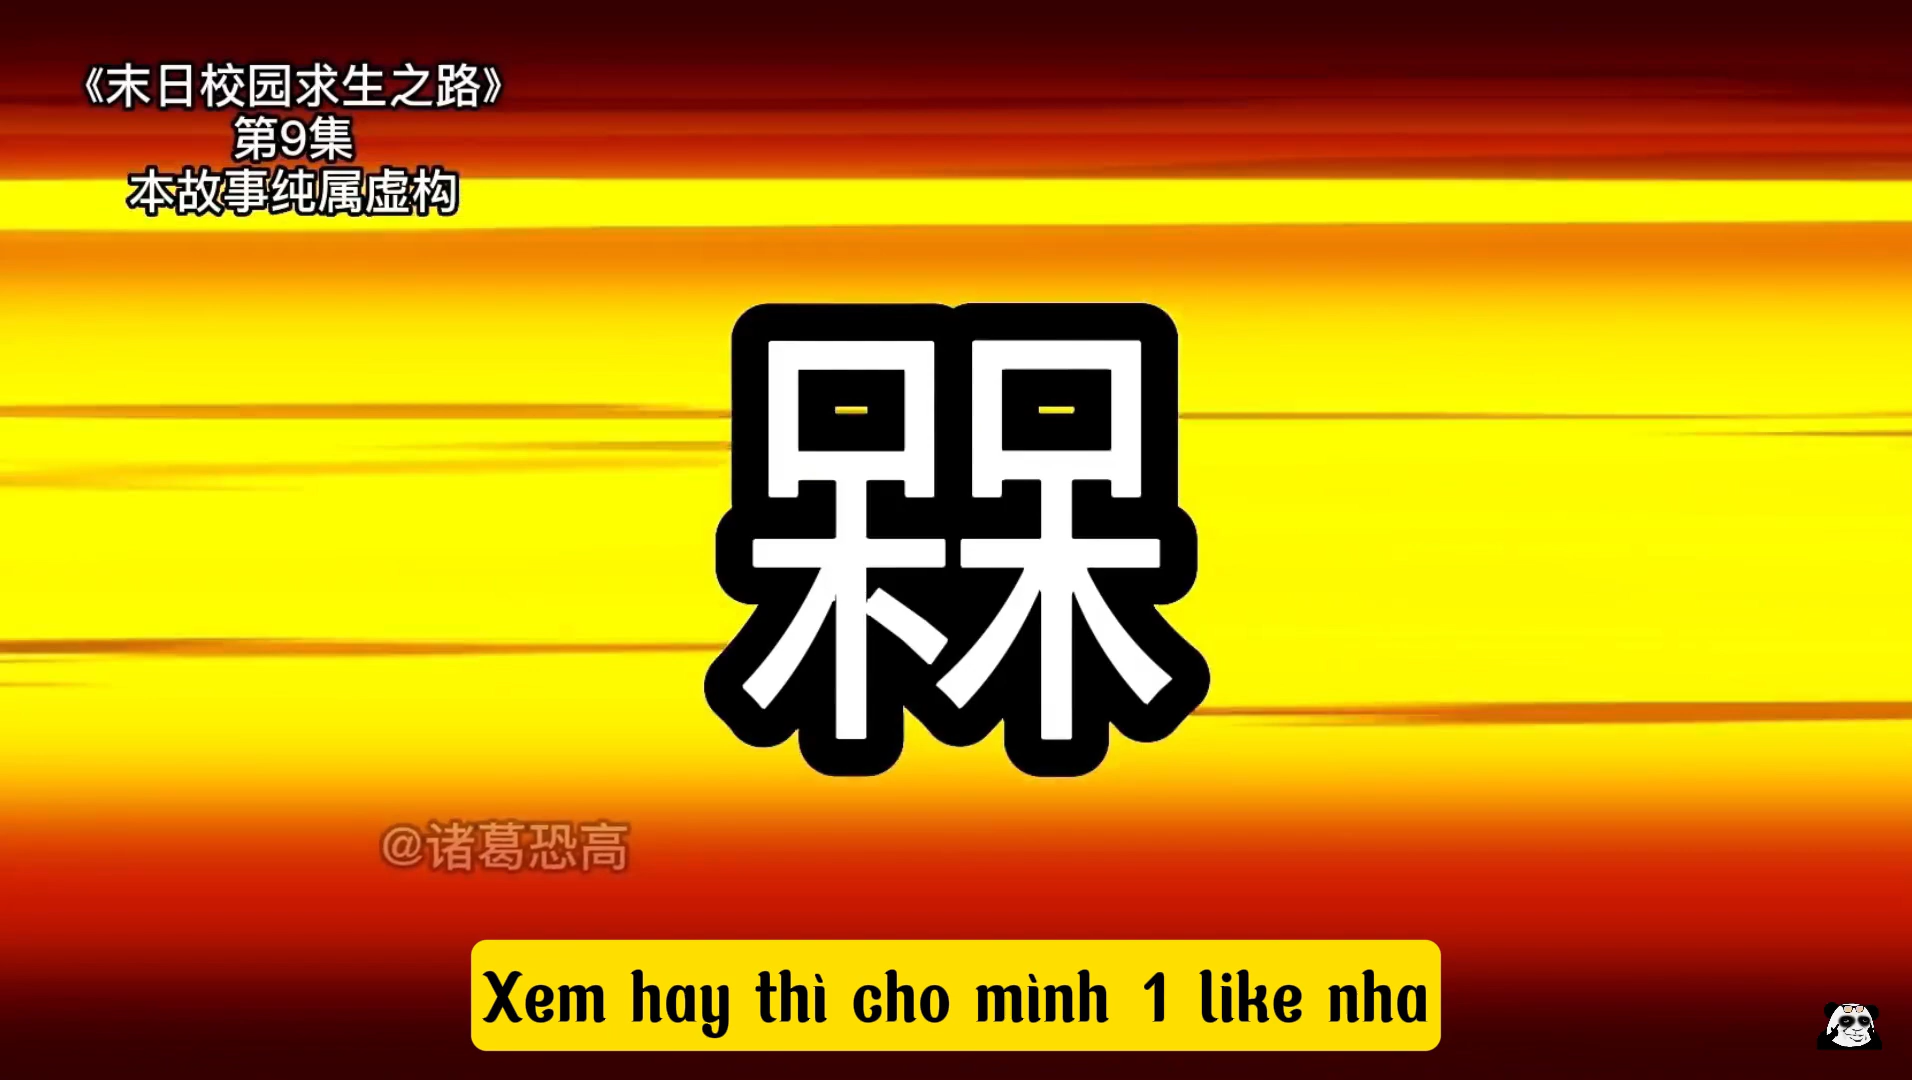 《末日校园求生之路》
第9集
本故事纯属虚构
槑
@诸葛恐高
Xem hay thì cho mình 1 like nha